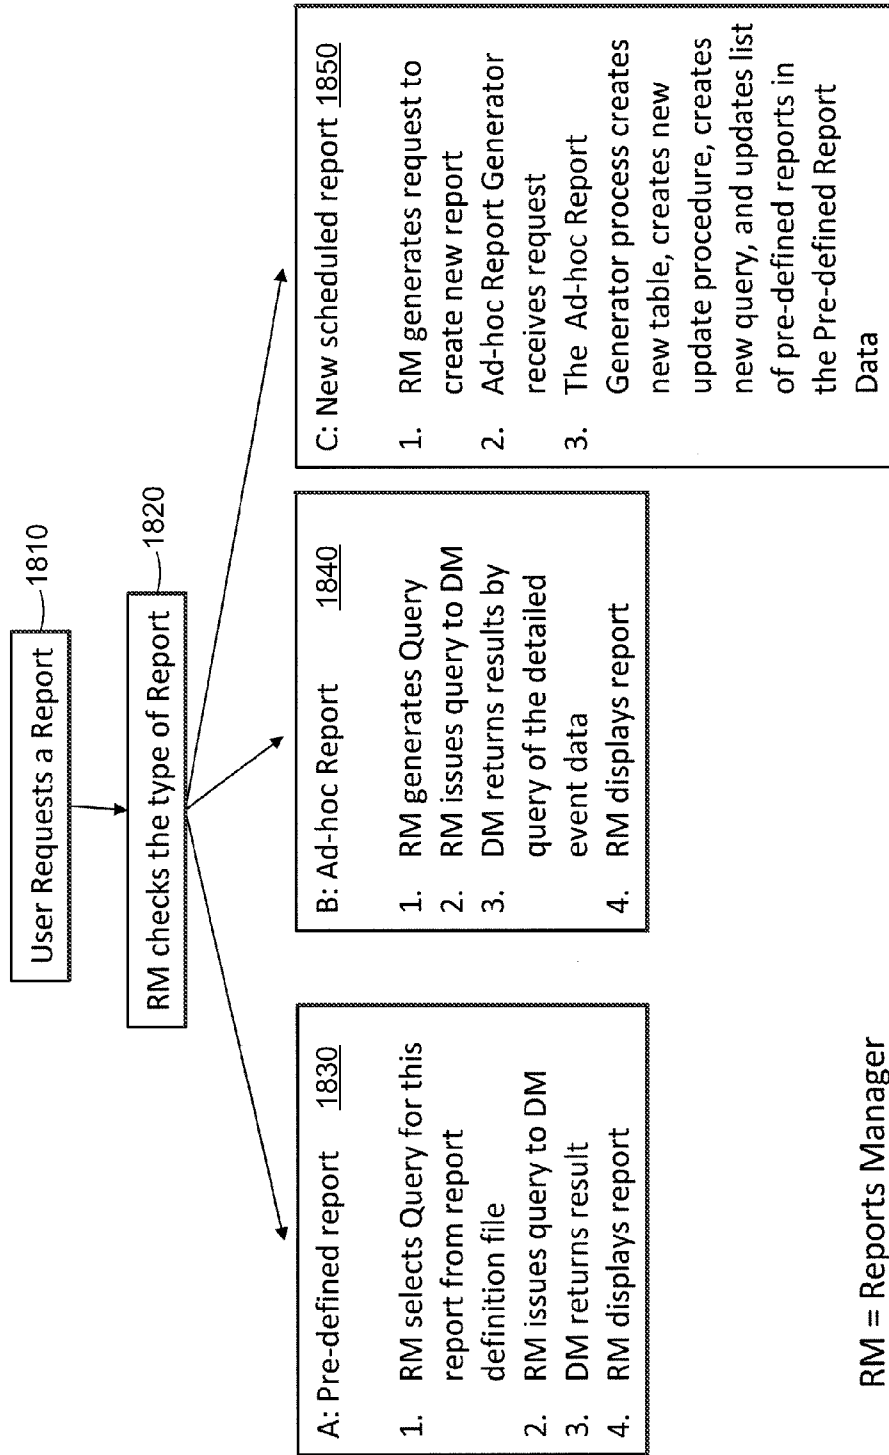 User Requests a Report
1810
RM checks the type of Report
1820
A: Pre-defined report 1830
1. RM selects Query for this
report from report
definition file
2. RM issues query to DM
3. DM returns result
4. RM displays report
B: Ad-hoc Report 1840
1. RM generates Query
2. RM issues query to DM
3. DM returns results by
query of the detailed
event data
4. RM displays report
C: New scheduled report 1850
1. RM generates request to
create new report
2. Ad-hoc Report Generator
receives request
3. The Ad-hoc Report
Generator process creates
new table, creates new
update procedure, creates
new query, and updates list
of pre-defined reports in
the Pre-defined Report
Data
RM = Reports Manager